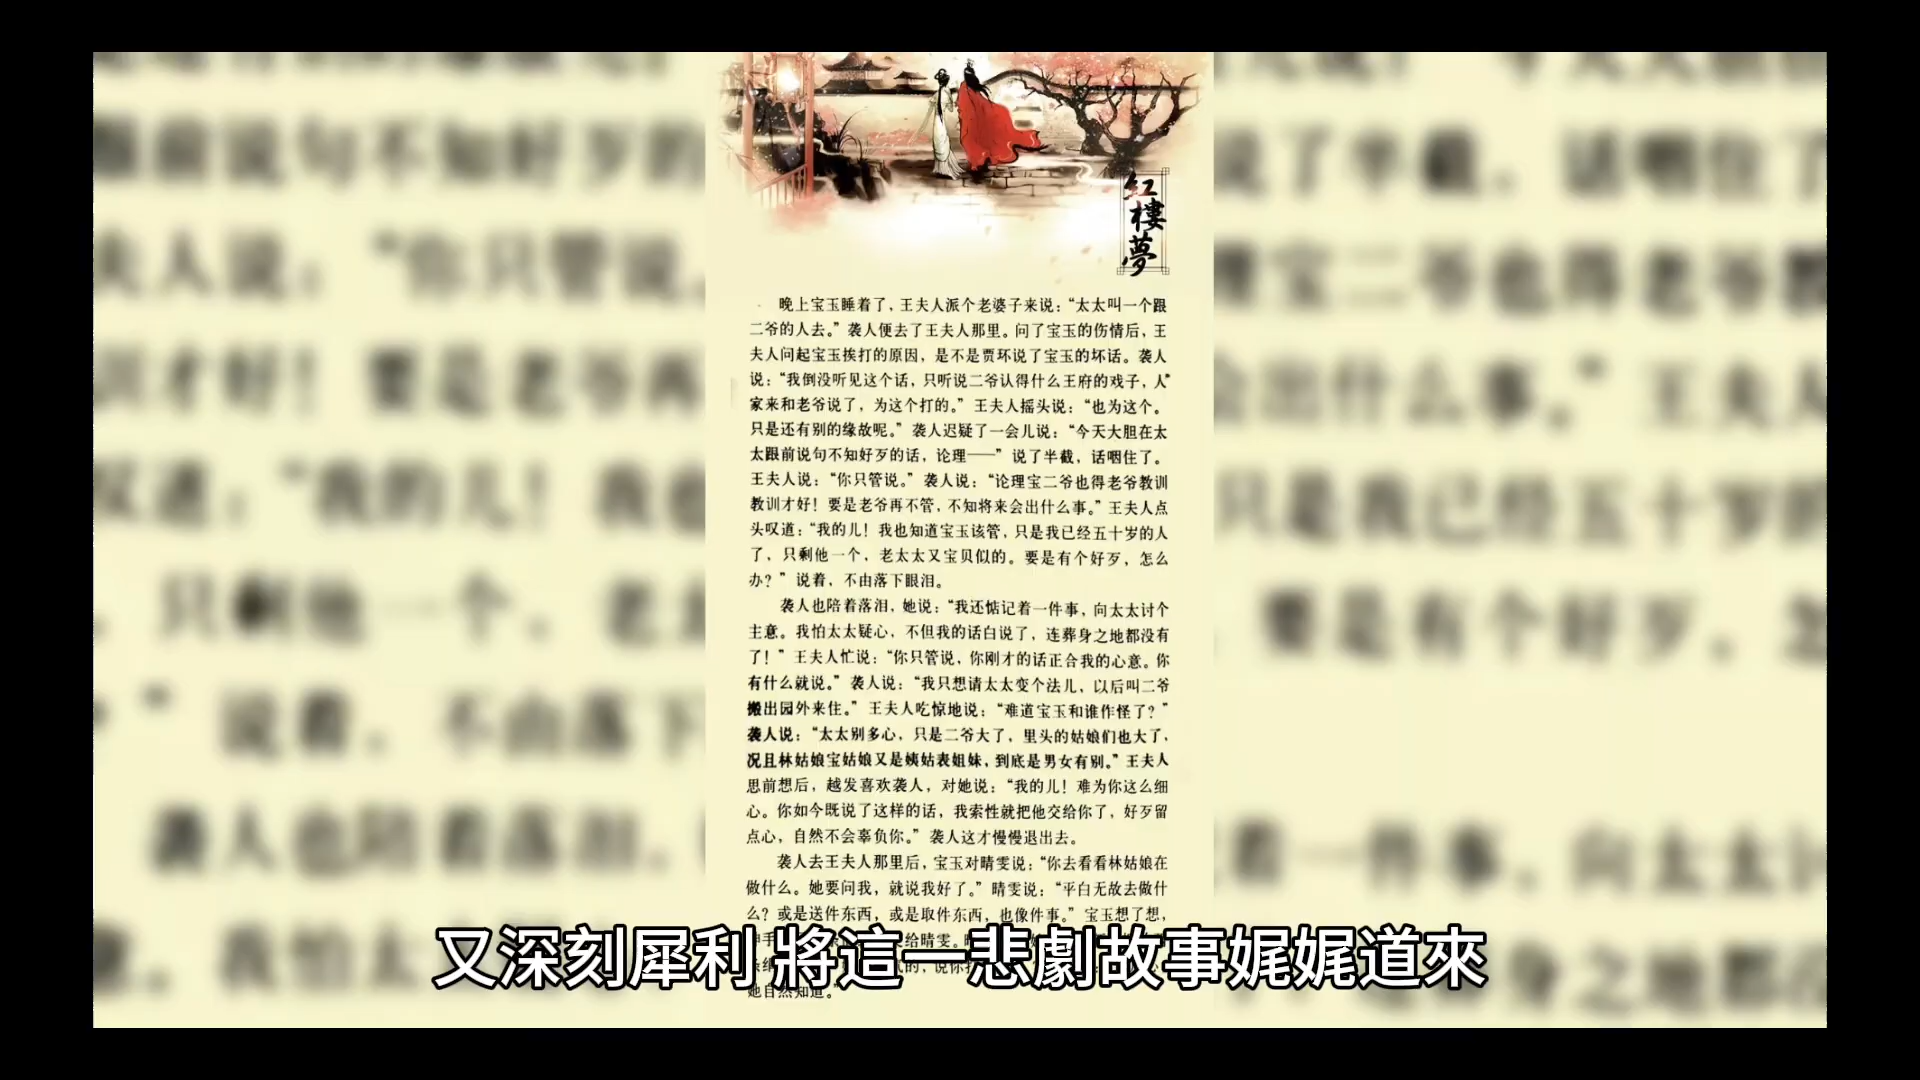 红
樓
夢
晚上宝玉睡着了，王夫人派个老婆子来说：“太太叫一个跟
二爷的人去。”袭人便去了王夫人那里。问了宝玉的伤情后，王
夫人问起宝玉挨打的原因，是不是贾环说了宝玉的坏话。袭人
说：“我倒没听见这个话，只听说二爷认得什么王府的戏子，人
家来和老爷说了，为这个打的。”王夫人摇头说：“也为这个。
只是还有别的缘故呢。”袭人迟疑了一会儿说：“今天大胆在太
太跟前说句不知好歹的话，论理——”说了半截，话咽住了。
王夫人说：“你只管说。”袭人说：“论理宝二爷也得老爷教训
教训才好！要是老爷再不管，不知将来会出什么事。”王夫人点
头叹道：“我的儿！我也知道宝玉该管，只是我已经五十岁的人
了，只剩他一个，老太太又宝贝似的。要是有个好歹，怎么
办？”说着，不由落下眼泪。
袭人也陪着落泪，她说：“我还惦记着一件事，向太太讨个
主意。我怕太太疑心，不但我的话白说了，连葬身之地都没有
了！”王夫人忙说：“你只管说，你刚才的话正合我的心意。你
有什么就说。”袭人说：“我只想请太太变个法儿，以后叫二爷
搬出园外来住。”王夫人吃惊地说：“难道宝玉和谁作怪了？”
袭人说：“太太别多心，只是二爷大了，里头的姑娘们也大了，
况且林姑娘宝姑娘又是姨姑表姐妹，到底是男女有别。”王夫人
思前想后，越发喜欢袭人，对她说：“我的儿！难为你这么细
心。你如今既说了这样的话，我索性就把他交给你了，好歹留
点心，自然不会辜负你。”袭人这才慢慢退出去。
袭人去王夫人那里后，宝玉对晴雯说：“你去看看林姑娘在
做什么。她要问我，就说我好了。”晴雯说：“平白无故去做什
么？或是送件东西，或是取件东西，也像件事。”宝玉想了想，
给晴雯。
的，说你
她自然知道。”
又深刻犀利 將這一悲劇故事娓娓道來